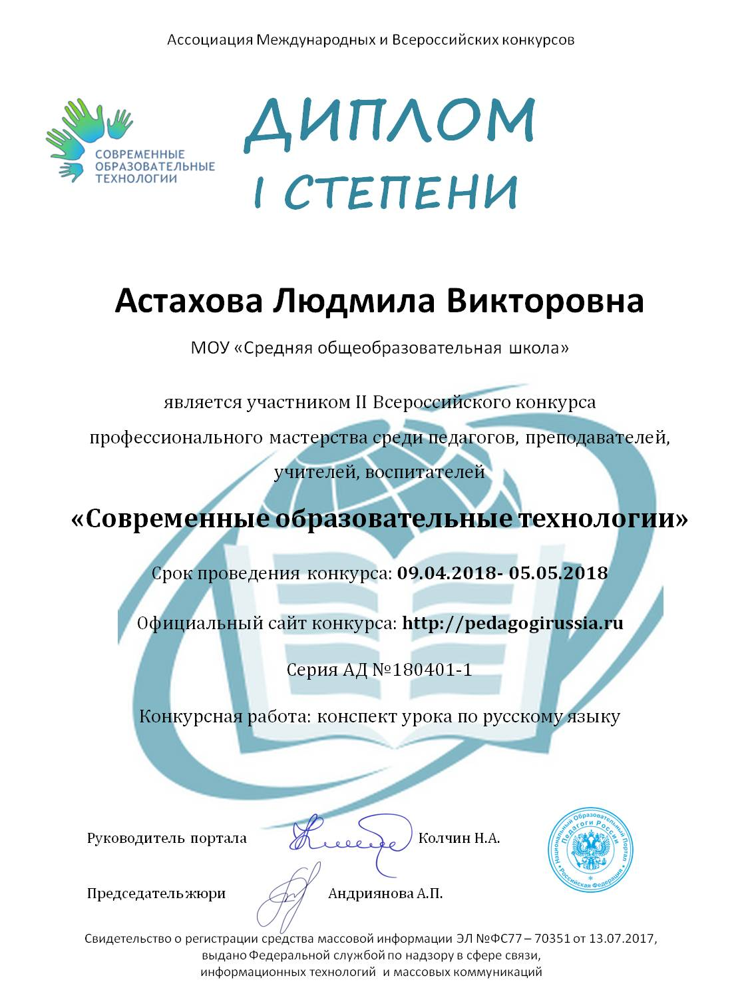 Ассоциация Международных и Всероссийских конкурсов
СОВРЕМЕННЫЕ
ОБРАЗОВАТЕЛЬНЫЕ
ТЕХНОЛОГИИ
ДИПЛОМ
I СТЕПЕНИ
Астахова Людмила Викторовна
МОУ «Средняя общеобразовательная школа»
является участником II Всероссийского конкурса
профессионального мастерства среди педагогов, преподавателей,
учителей, воспитателей
«Современные образовательные технологии»
Срок проведения конкурса: 09.04.2018- 05.05.2018
Официальный сайт конкурса: http://pedagogirussia.ru
Серия АД №180401-1
Конкурсная работа: конспект урока по русскому языку
Руководитель портала Колчин Н.А.
Национальный Образовательный Портал
Педагоги России
Российская Федерация
Председатель жюри Андриянова А.П.
Свидетельство о регистрации средства массовой информации ЭЛ №ФС77 – 70351 от 13.07.2017,
выдано Федеральной службой по надзору в сфере связи,
информационных технологий и массовых коммуникаций